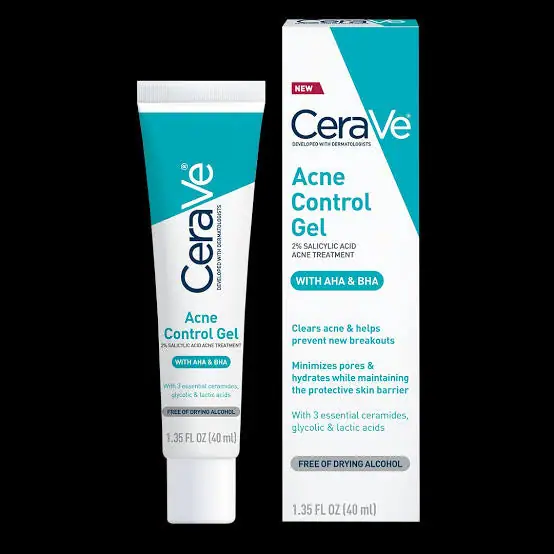 CeraVe®
DEVELOPED WITH DERMATOLOGISTS
Acne
Control Gel
2% SALICYLIC ACID ACNE TREATMENT
WITH AHA & BHA
With 3 essential ceramides,
glycolic & lactic acids
FREE OF DRYING ALCOHOL
1.35 FL OZ (40 ml)
NEW
CeraVe®
DEVELOPED WITH DERMATOLOGISTS
Acne
Control
Gel
2% SALICYLIC ACID
ACNE TREATMENT
WITH AHA & BHA
Clears acne & helps
prevent new breakouts
Minimizes pores &
hydrates while maintaining
the protective skin barrier
With 3 essential ceramides,
glycolic & lactic acids
FREE OF DRYING ALCOHOL
1.35 FL OZ (40 ml)